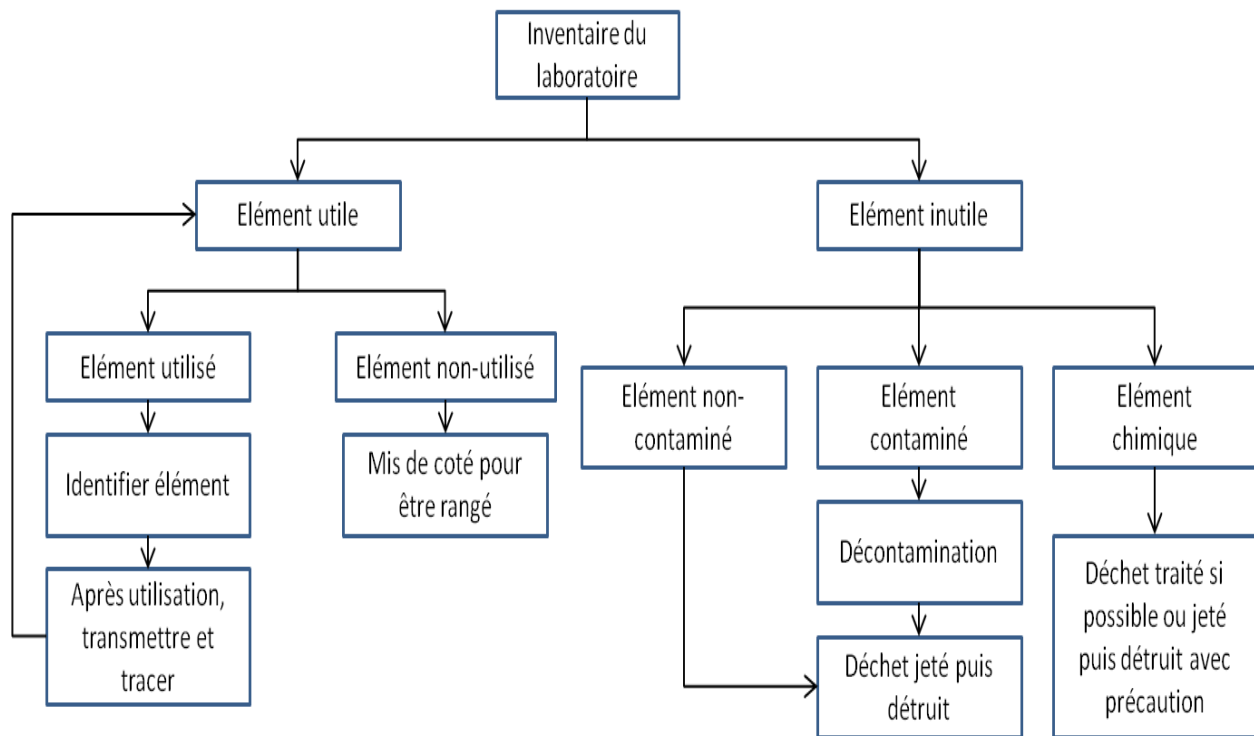 Inventaire du
laboratoire
Elément utile
Elément inutile
Elément utilisé
Elément non-utilisé
Elément non-
contaminé
Elément
contaminé
Elément
chimique
Identifier élément
Mis de coté pour
être rangé
Décontamination
Après utilisation,
transmettre et
tracer
Déchet jeté puis
détruit
Déchet traité si
possible ou jeté
puis détruit avec
précaution